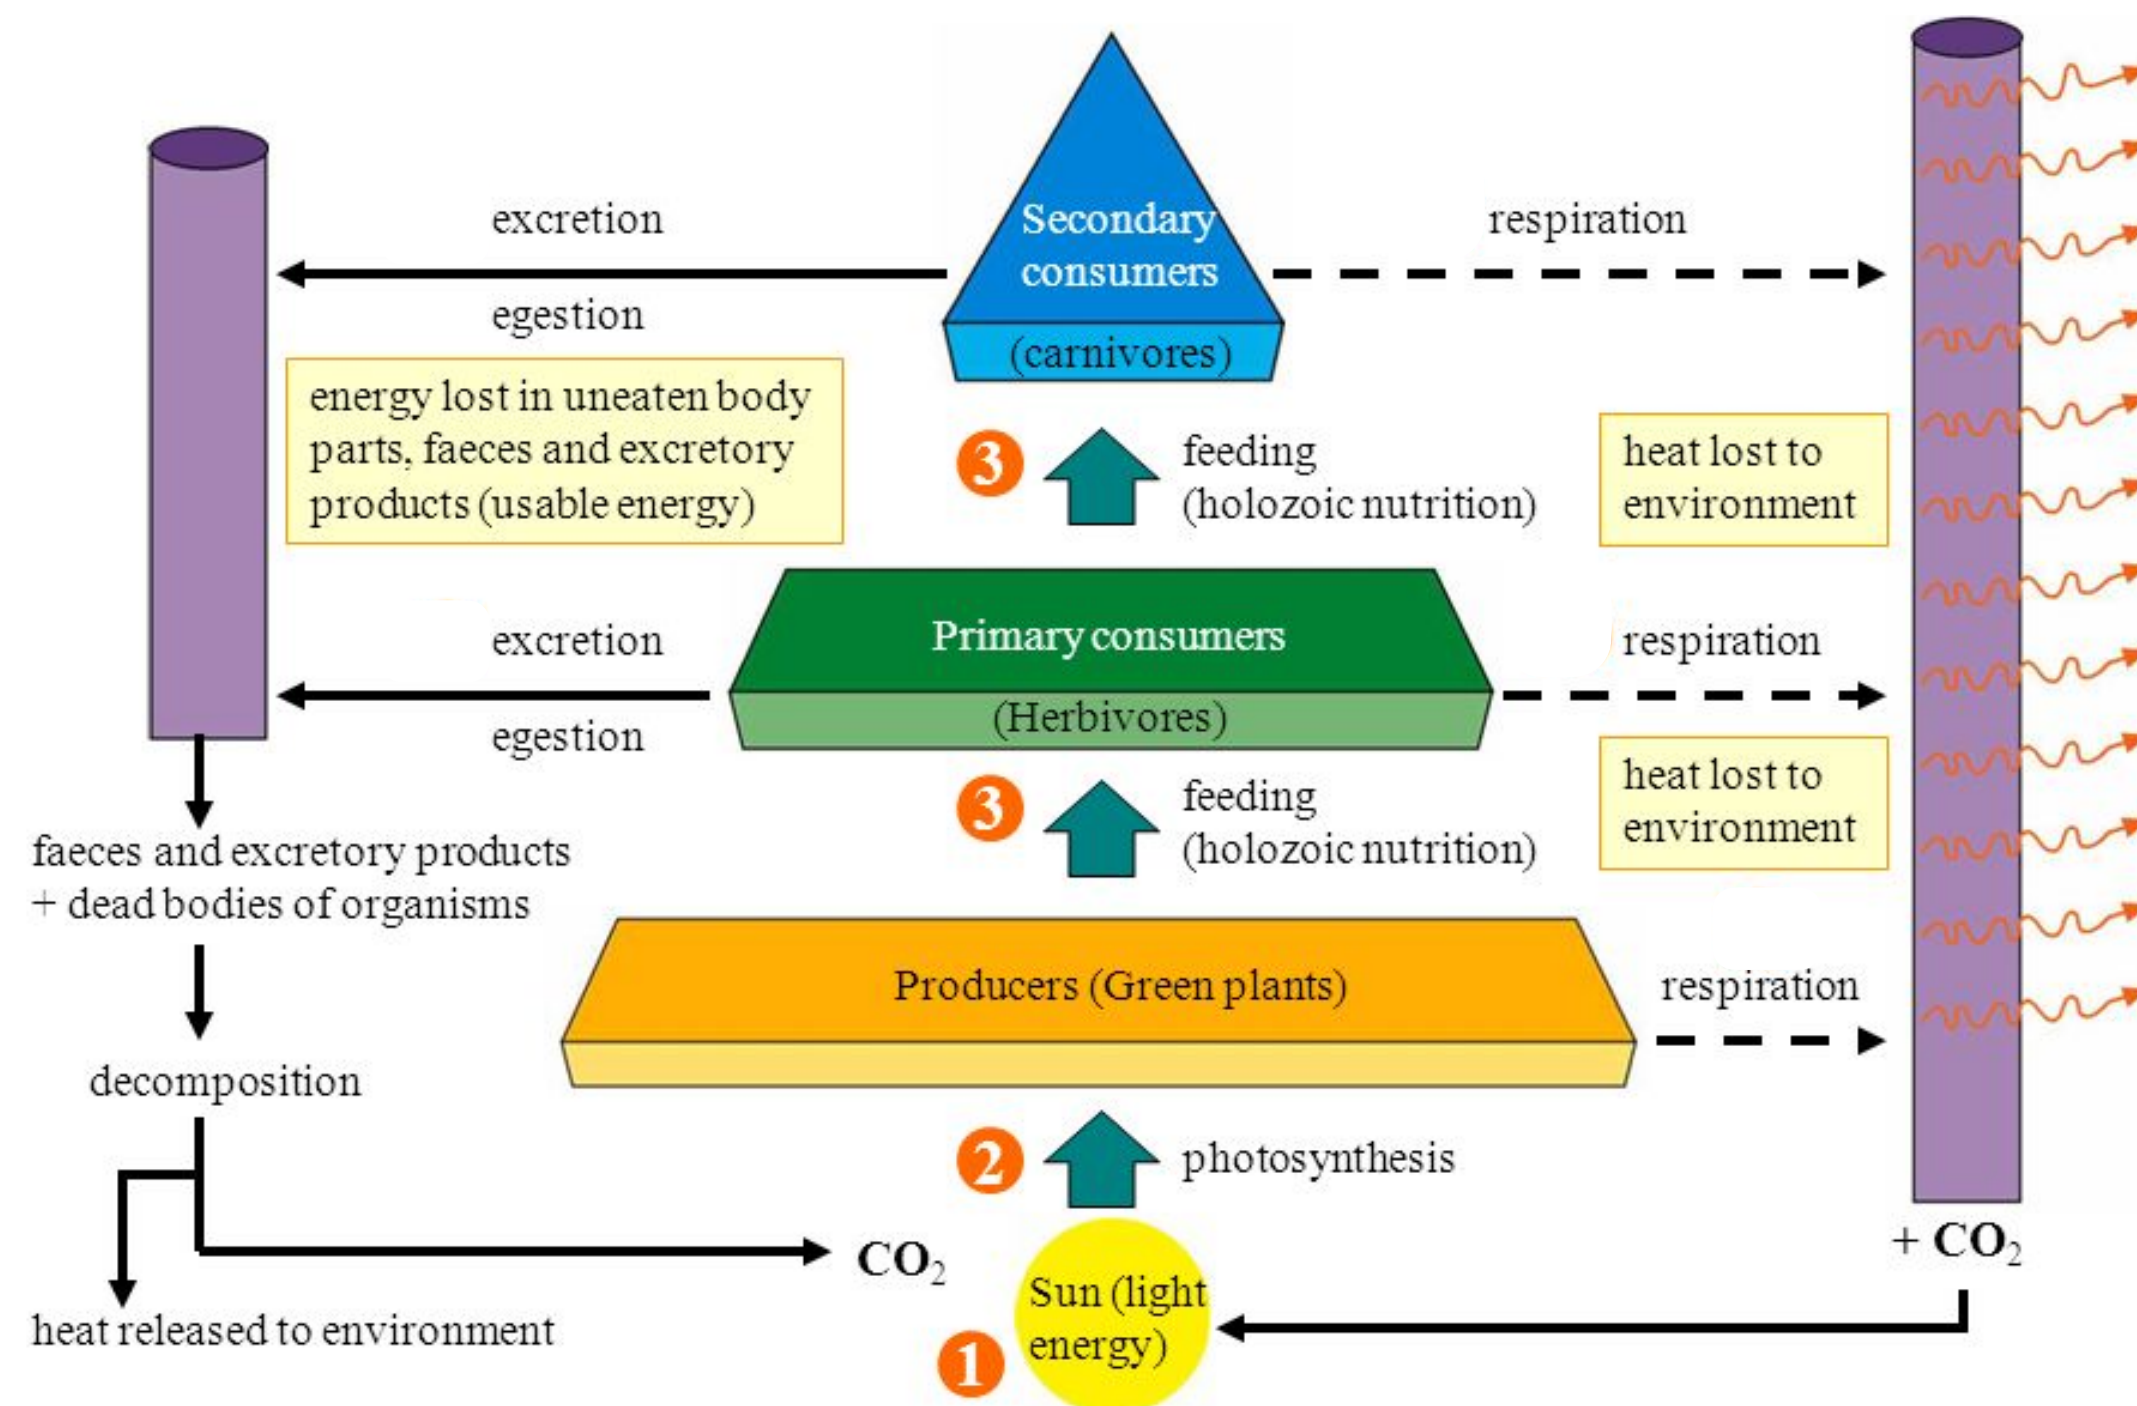 Secondary
consumers
(carnivores)
excretion
egestion
respiration
energy lost in uneaten body
parts, faeces and excretory
products (usable energy)
3
feeding
(holozoic nutrition)
heat lost to
environment
Primary consumers
(Herbivores)
excretion
egestion
respiration
3
feeding
(holozoic nutrition)
heat lost to
environment
faeces and excretory products
+ dead bodies of organisms
Producers (Green plants)
respiration
decomposition
2
photosynthesis
CO₂
+ CO₂
Sun (light
energy)
1
heat released to environment